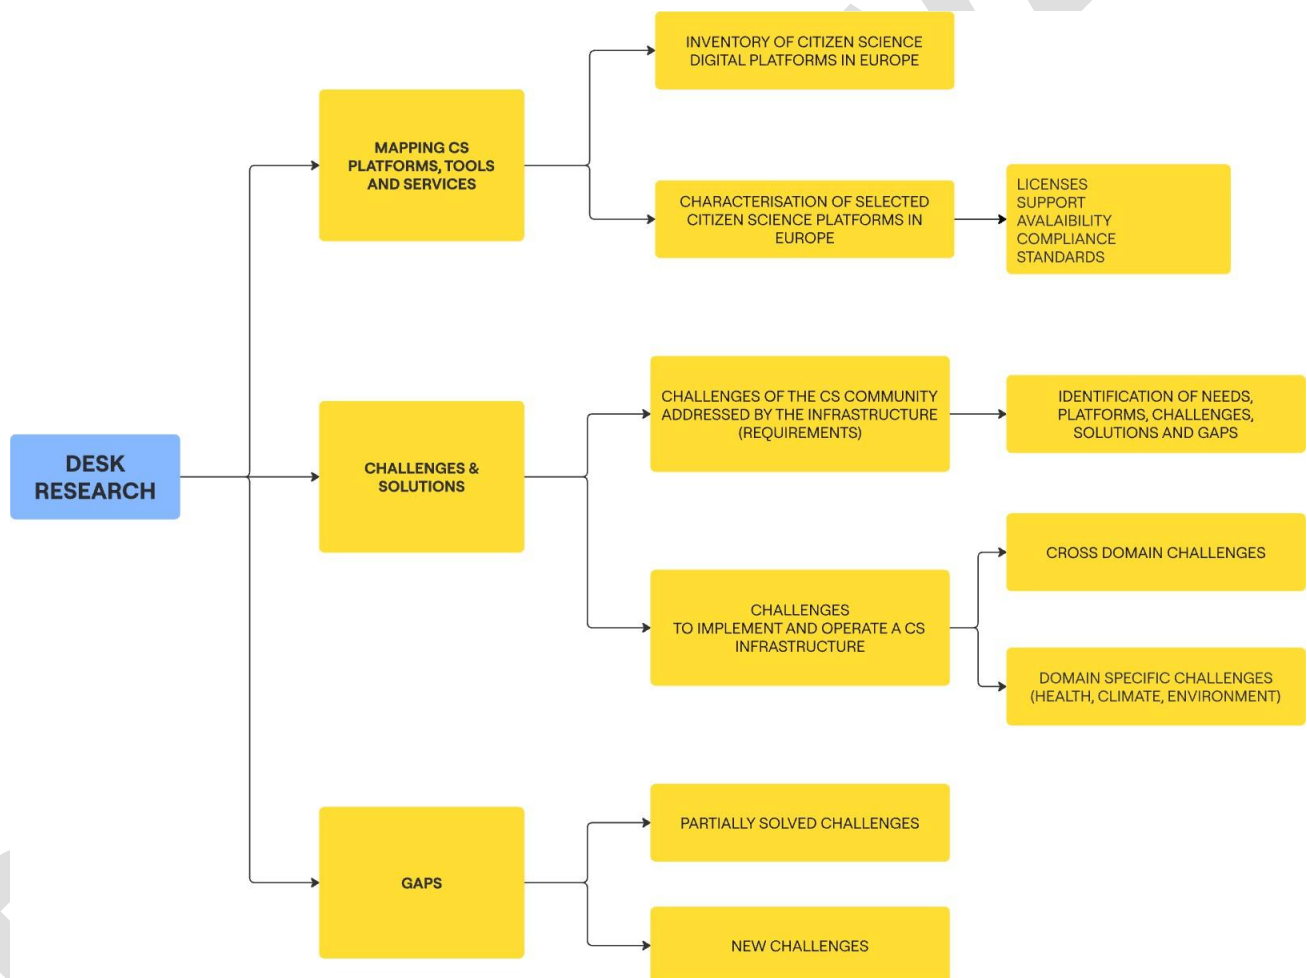 DESK
RESEARCH
MAPPING CS
PLATFORMS, TOOLS
AND SERVICES
INVENTORY OF CITIZEN SCIENCE
DIGITAL PLATFORMS IN EUROPE
CHARACTERISATION OF SELECTED
CITIZEN SCIENCE PLATFORMS IN
EUROPE
LICENSES
SUPPORT
AVALAIBILITY
COMPLIANCE
STANDARDS
CHALLENGES &
SOLUTIONS
CHALLENGES OF THE CS COMMUNITY
ADDRESSED BY THE INFRASTRUCTURE
(REQUIREMENTS)
IDENTIFICATION OF NEEDS,
PLATFORMS, CHALLENGES,
SOLUTIONS AND GAPS
CHALLENGES
TO IMPLEMENT AND OPERATE A CS
INFRASTRUCTURE
CROSS DOMAIN CHALLENGES
DOMAIN SPECIFIC CHALLENGES
(HEALTH, CLIMATE, ENVIRONMENT)
GAPS
PARTIALLY SOLVED CHALLENGES
NEW CHALLENGES